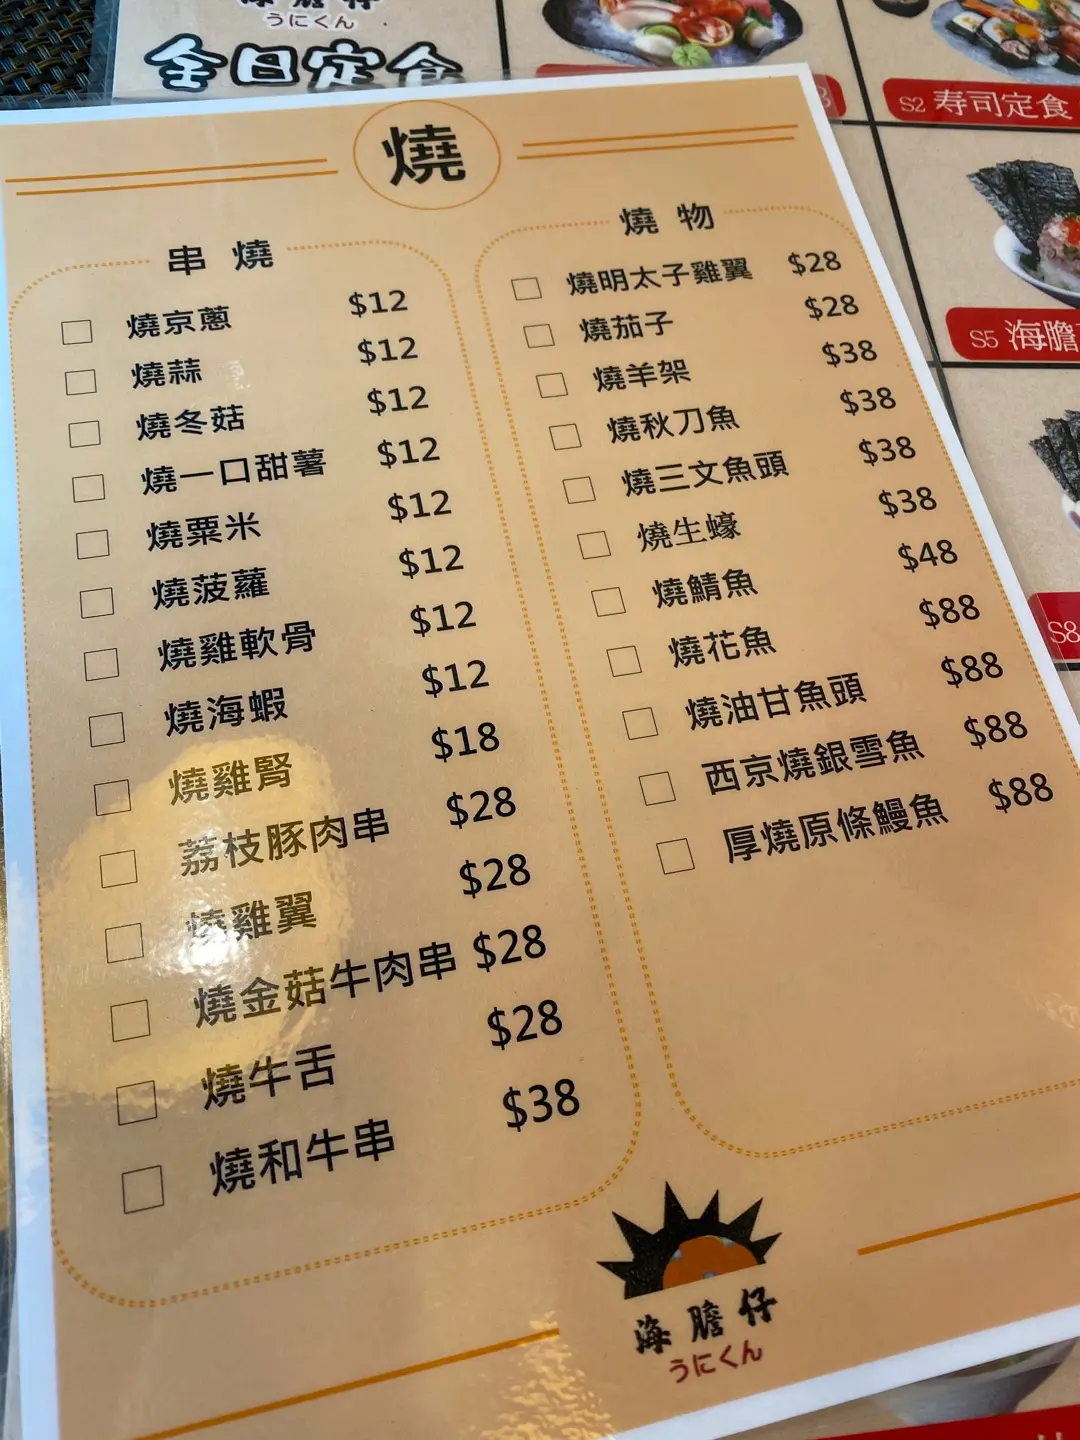 うにくん
全日定食
S2 寿司定食
S5 海膽
S8
燒
串燒
燒京蔥 $12
燒蒜 $12
燒冬菇 $12
燒一口甜薯 $12
燒粟米 $12
燒菠蘿 $12
燒雞軟骨 $12
燒海蝦 $12
燒雞腎 $18
荔枝豚肉串 $28
燒雞翼 $28
燒金菇牛肉串 $28
燒牛舌 $28
燒和牛串 $38
燒物
燒明太子雞翼 $28
燒茄子 $28
燒羊架 $38
燒秋刀魚 $38
燒三文魚頭 $38
燒生蠔 $38
燒鯖魚 $48
燒花魚 $88
燒油甘魚頭 $88
西京燒銀雪魚 $88
厚燒原條鰻魚 $88
海膽仔
うにくん